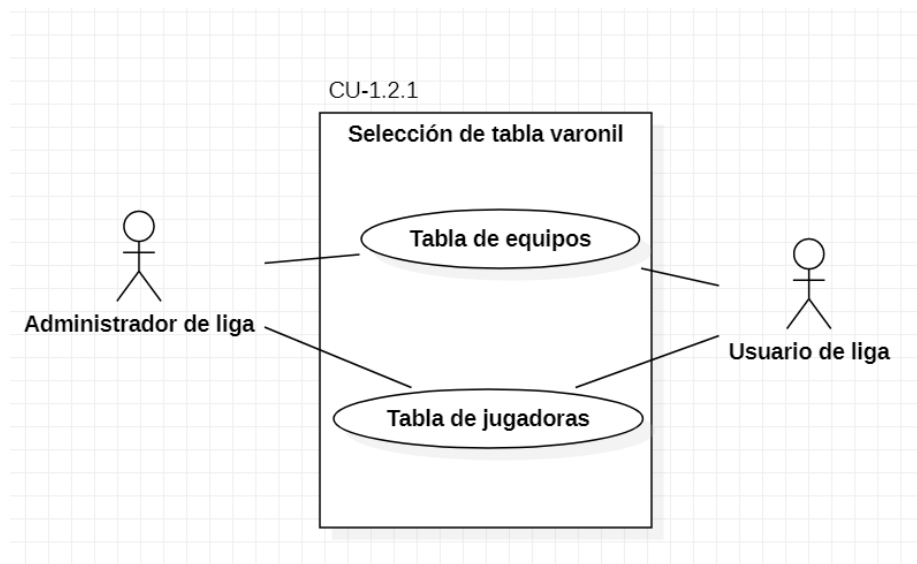 CU-1.2.1
Selección de tabla varonil
Tabla de equipos
Administrador de liga
Usuario de liga
Tabla de jugadoras